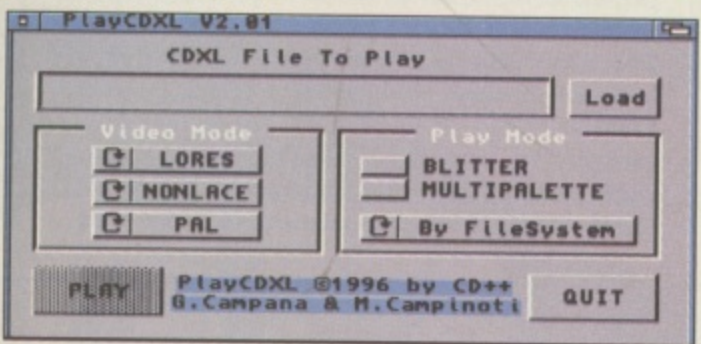 PlayCDXL V2.01
CDXL File To Play
Load
Video Mode
LORES
NONLACE
PAL
Play Mode
BLITTER
MULTIPALETTE
By FileSystem
PLAY
PlayCDXL ©1996 by CD++
G.Campana & M.Campinoti
QUIT